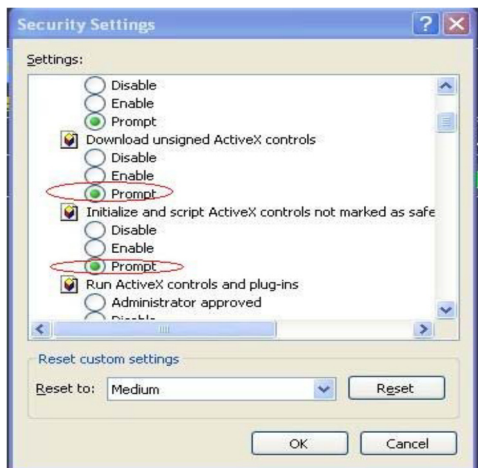 Security Settings
Settings:
Disable
Enable
Prompt
Download unsigned ActiveX controls
Disable
Enable
Prompt
Initialize and script ActiveX controls not marked as safe
Disable
Enable
Prompt
Run ActiveX controls and plug-ins
Administrator approved
Disable
Reset custom settings
Reset to: Medium Reset
OK Cancel